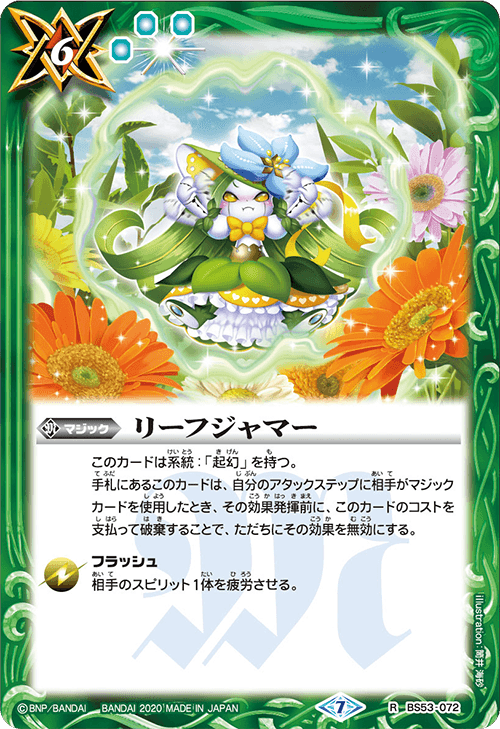 6
マジック リーフジャマー
このカードは系統：「起幻」を持つ。
手札にあるこのカードは、自分のアタックステップに相手がマジック
カードを使用したとき、その効果発揮前に、このカードのコストを
支払って破棄することで、ただちにその効果を無効にする。
フラッシュ
相手のスピリット1体を疲労させる。
illustration：筒井海砂
©BNP/BANDAI BANDAI 2020 MADE IN JAPAN 7 R BS53-072